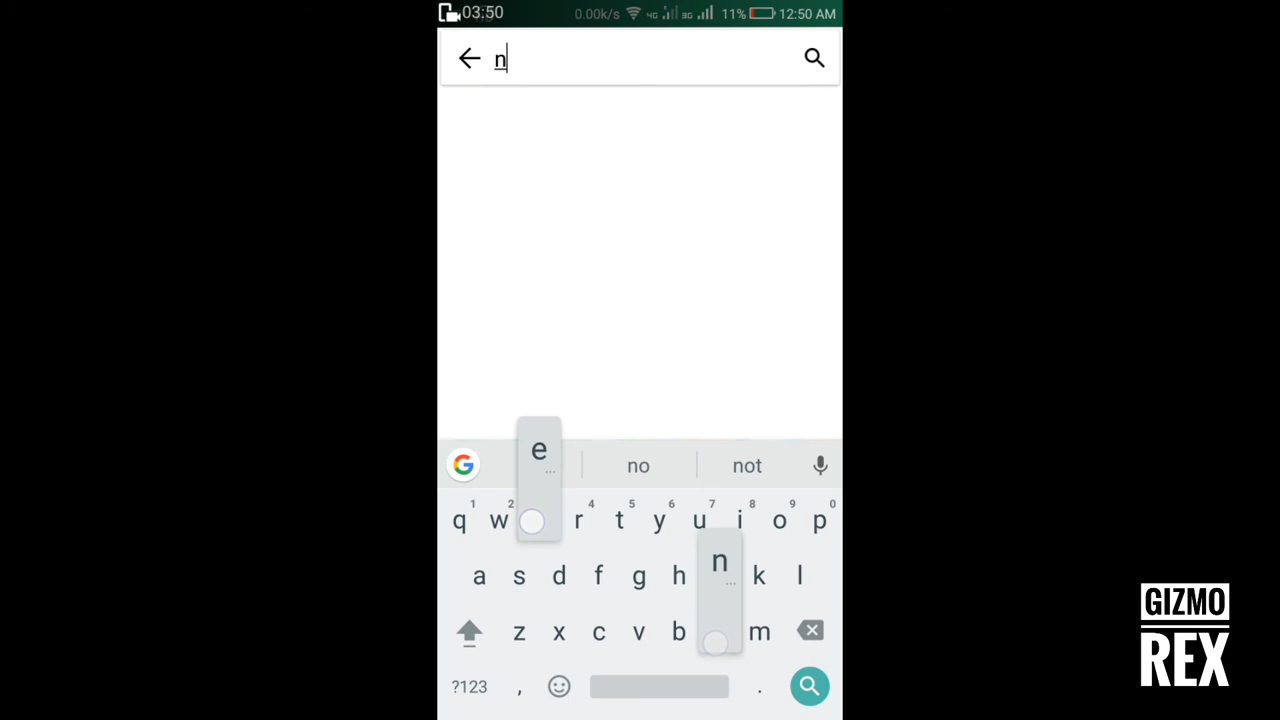 03:50 0.00k/s 4G 3G 11% 12:50 AM
n
e
...
no not
1 2 4 5 6 7 8 9 0
q w r t y u i o p
n
...
a s d f g h k l
z x c v b m
?123 , .
GIZMO
REX